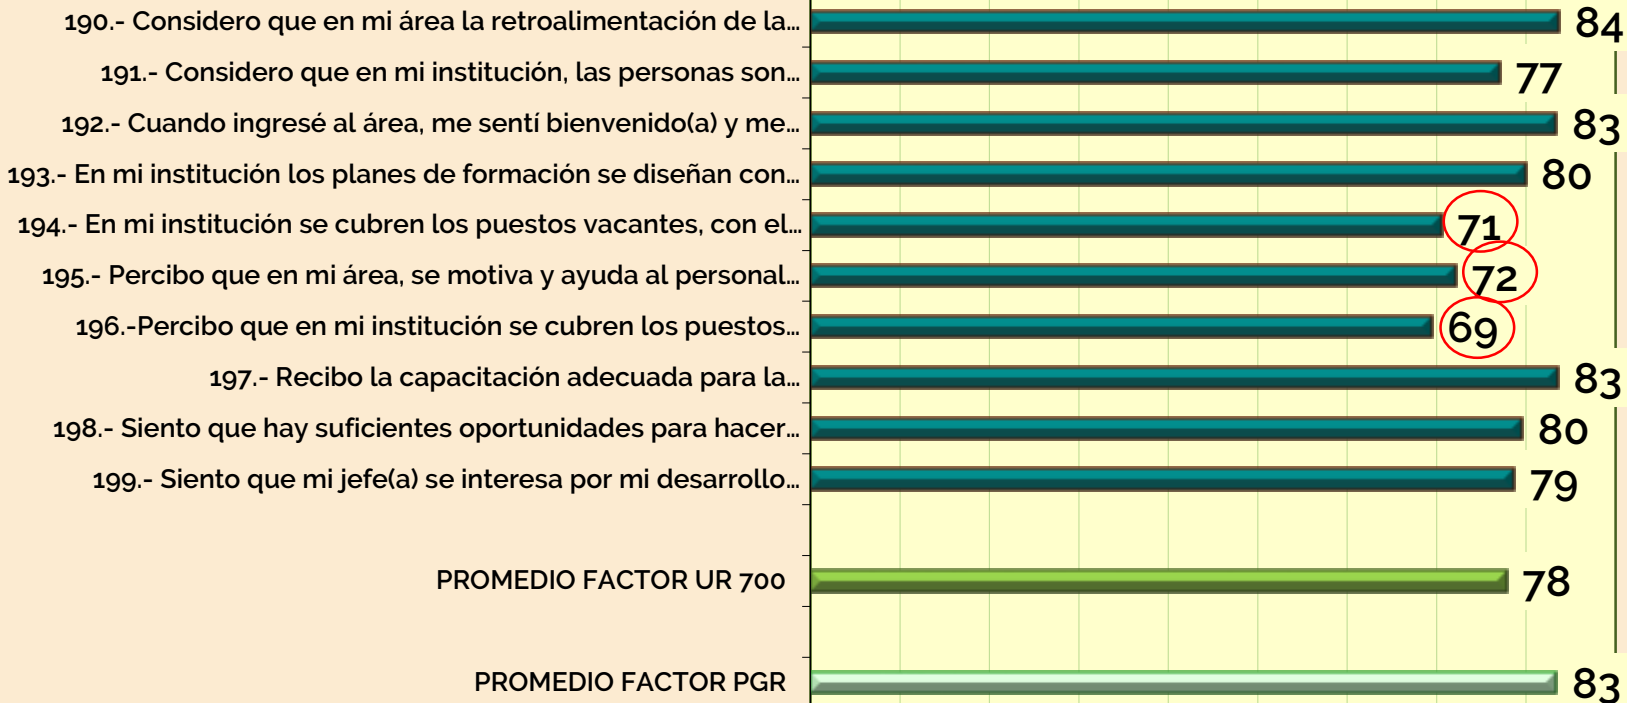 190.- Considero que en mi área la retroalimentación de la… 84
191.- Considero que en mi institución, las personas son… 77
192.- Cuando ingresé al área, me sentí bienvenido(a) y me… 83
193.- En mi institución los planes de formación se diseñan con… 80
194.- En mi institución se cubren los puestos vacantes, con el… 71
195.- Percibo que en mi área, se motiva y ayuda al personal… 72
196.-Percibo que en mi institución se cubren los puestos… 69
197.- Recibo la capacitación adecuada para la… 83
198.- Siento que hay suficientes oportunidades para hacer… 80
199.- Siento que mi jefe(a) se interesa por mi desarrollo… 79
PROMEDIO FACTOR UR 700 78
PROMEDIO FACTOR PGR 83